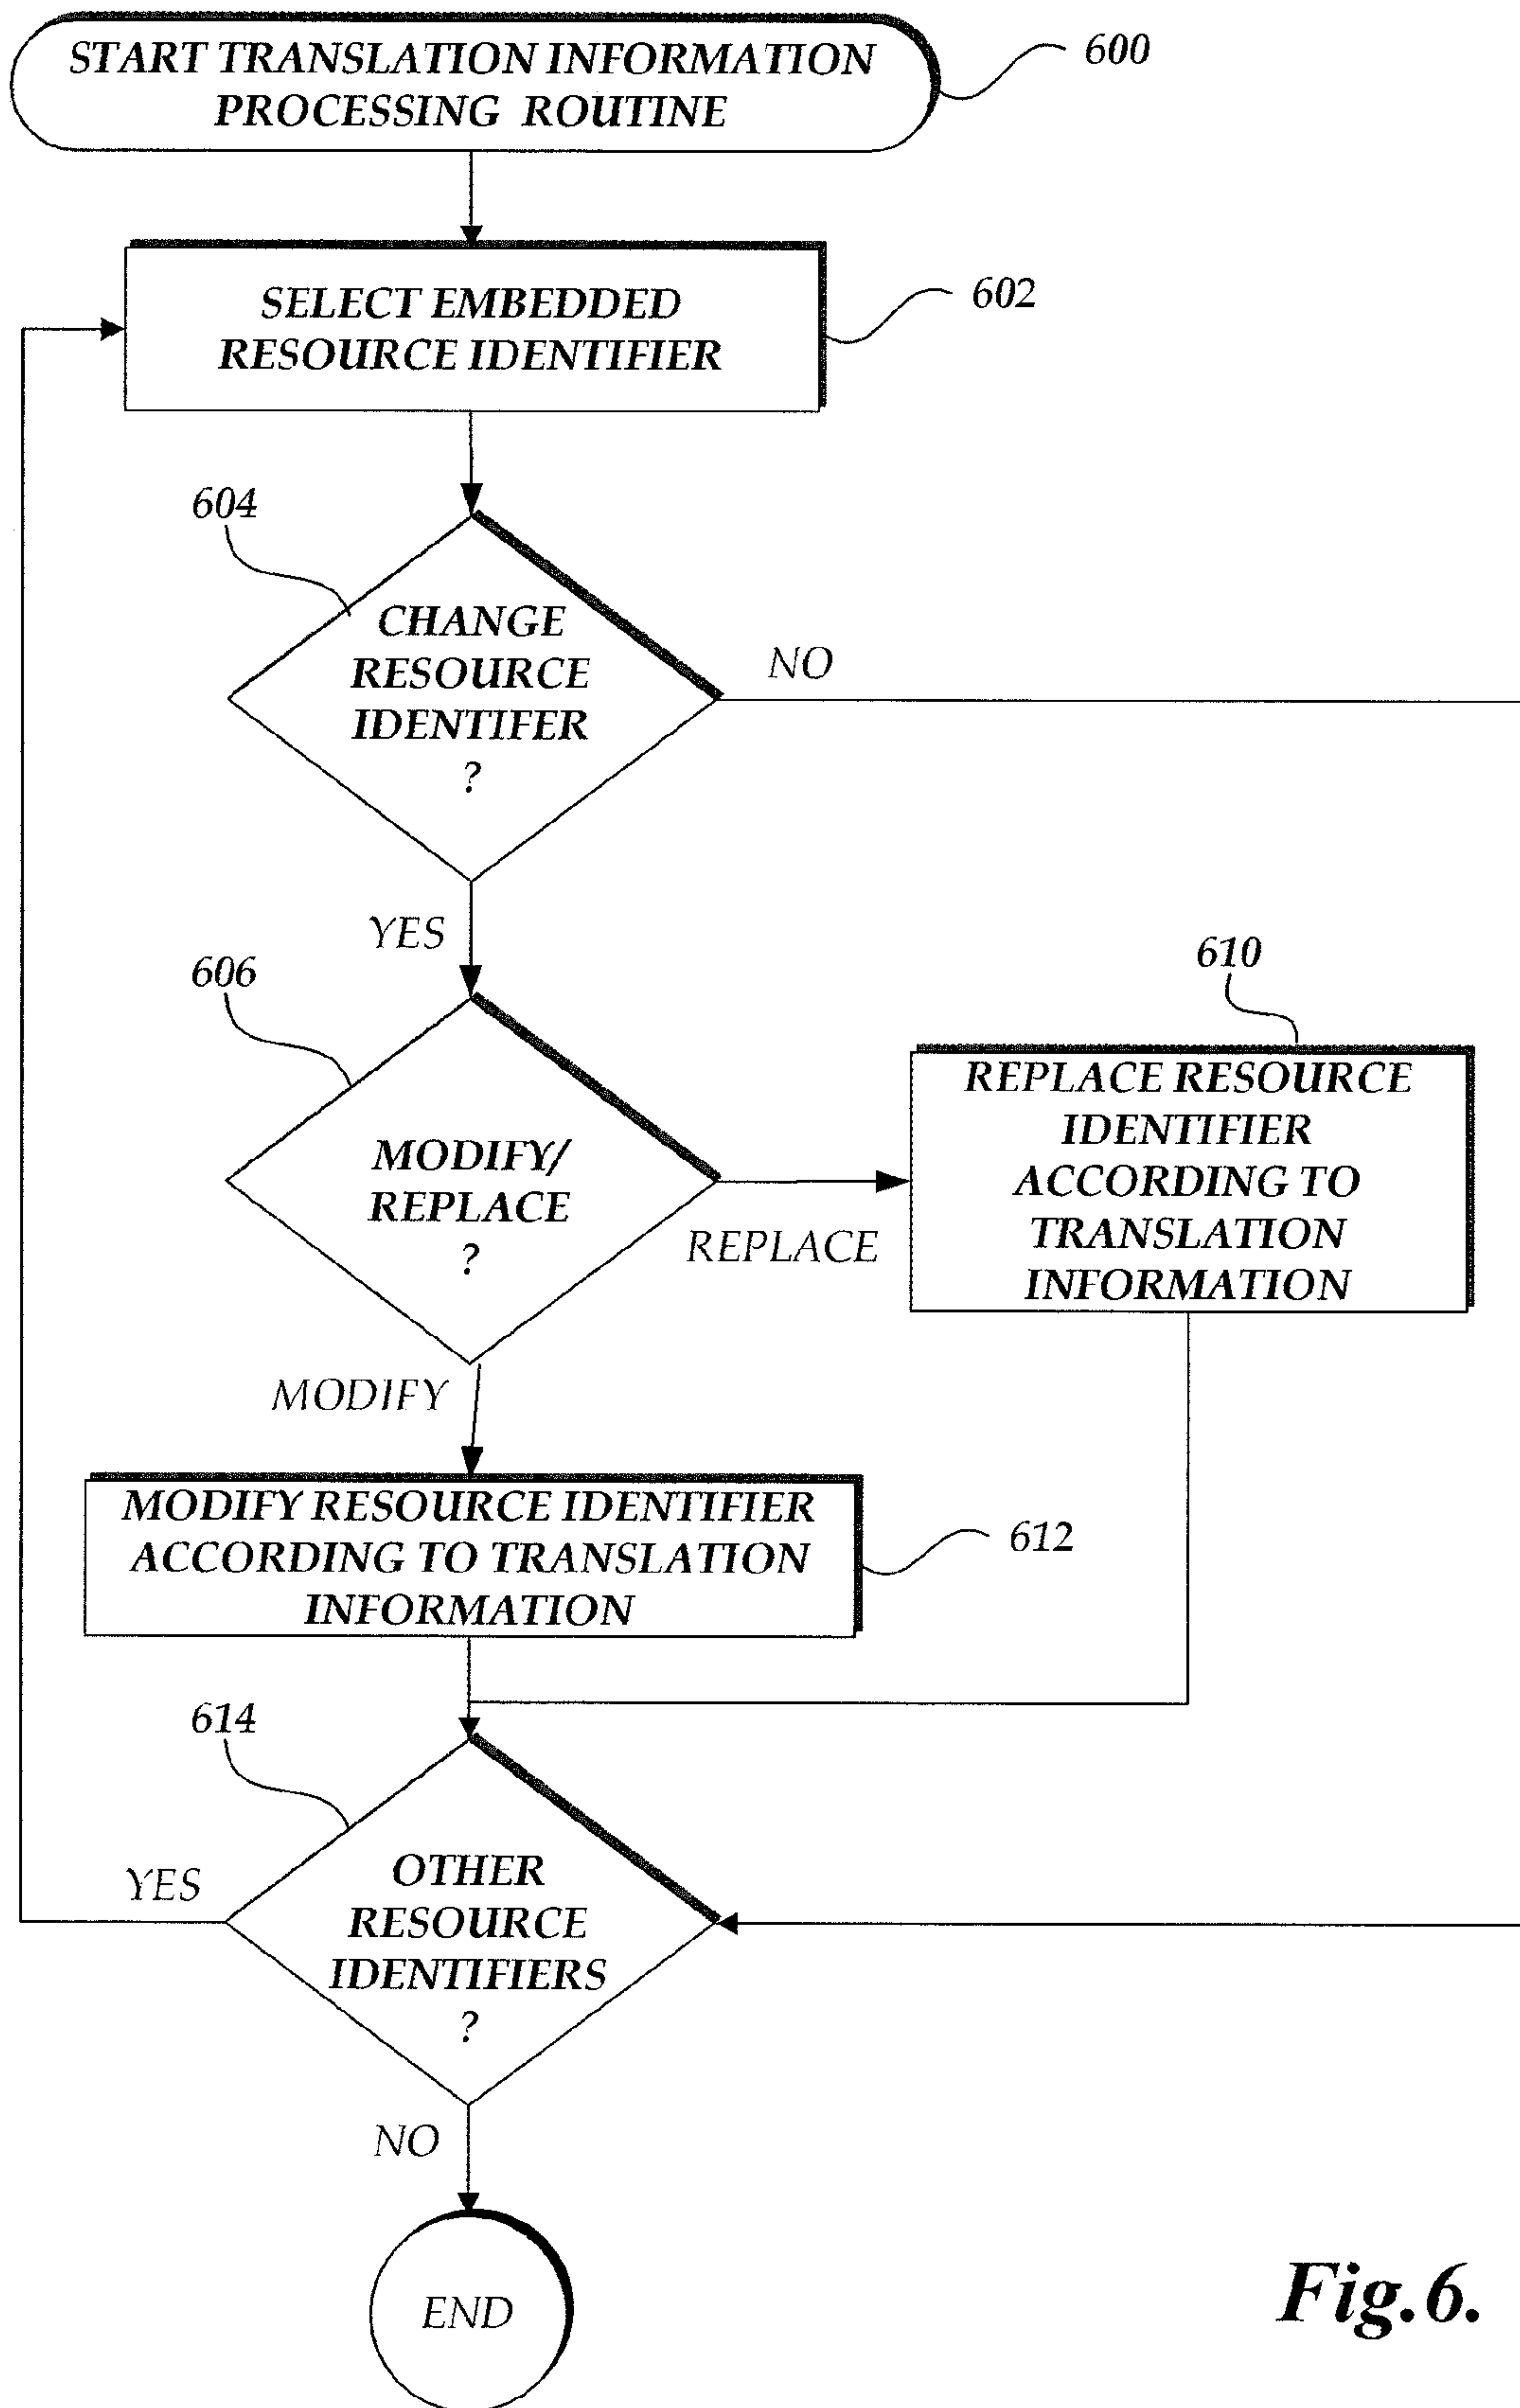 START TRANSLATION INFORMATION
PROCESSING ROUTINE
600
SELECT EMBEDDED
RESOURCE IDENTIFIER
602
604
CHANGE
RESOURCE
IDENTIFER
?
NO
YES
606
MODIFY/
REPLACE
?
REPLACE
610
REPLACE RESOURCE
IDENTIFIER
ACCORDING TO
TRANSLATION
INFORMATION
MODIFY
MODIFY RESOURCE IDENTIFIER
ACCORDING TO TRANSLATION
INFORMATION
612
614
OTHER
RESOURCE
IDENTIFIERS
?
YES
NO
END
Fig.6.